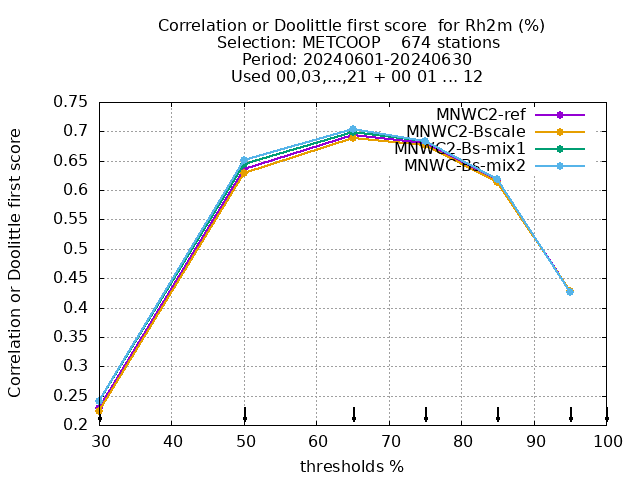 Correlation or Doolittle first score  for Rh2m (%)
Selection: METCOOP    674 stations
Period: 20240601-20240630
Used 00,03,...,21 + 00 01 ... 12
Correlation or Doolittle first score
0.75
0.7
0.65
0.6
0.55
0.5
0.45
0.4
0.35
0.3
0.25
0.2
MNWC2-ref
MNWC2-Bscale
MNWC2-Bs-mix1
MNWC-Bs-mix2
30 40 50 60 70 80 90 100
thresholds %